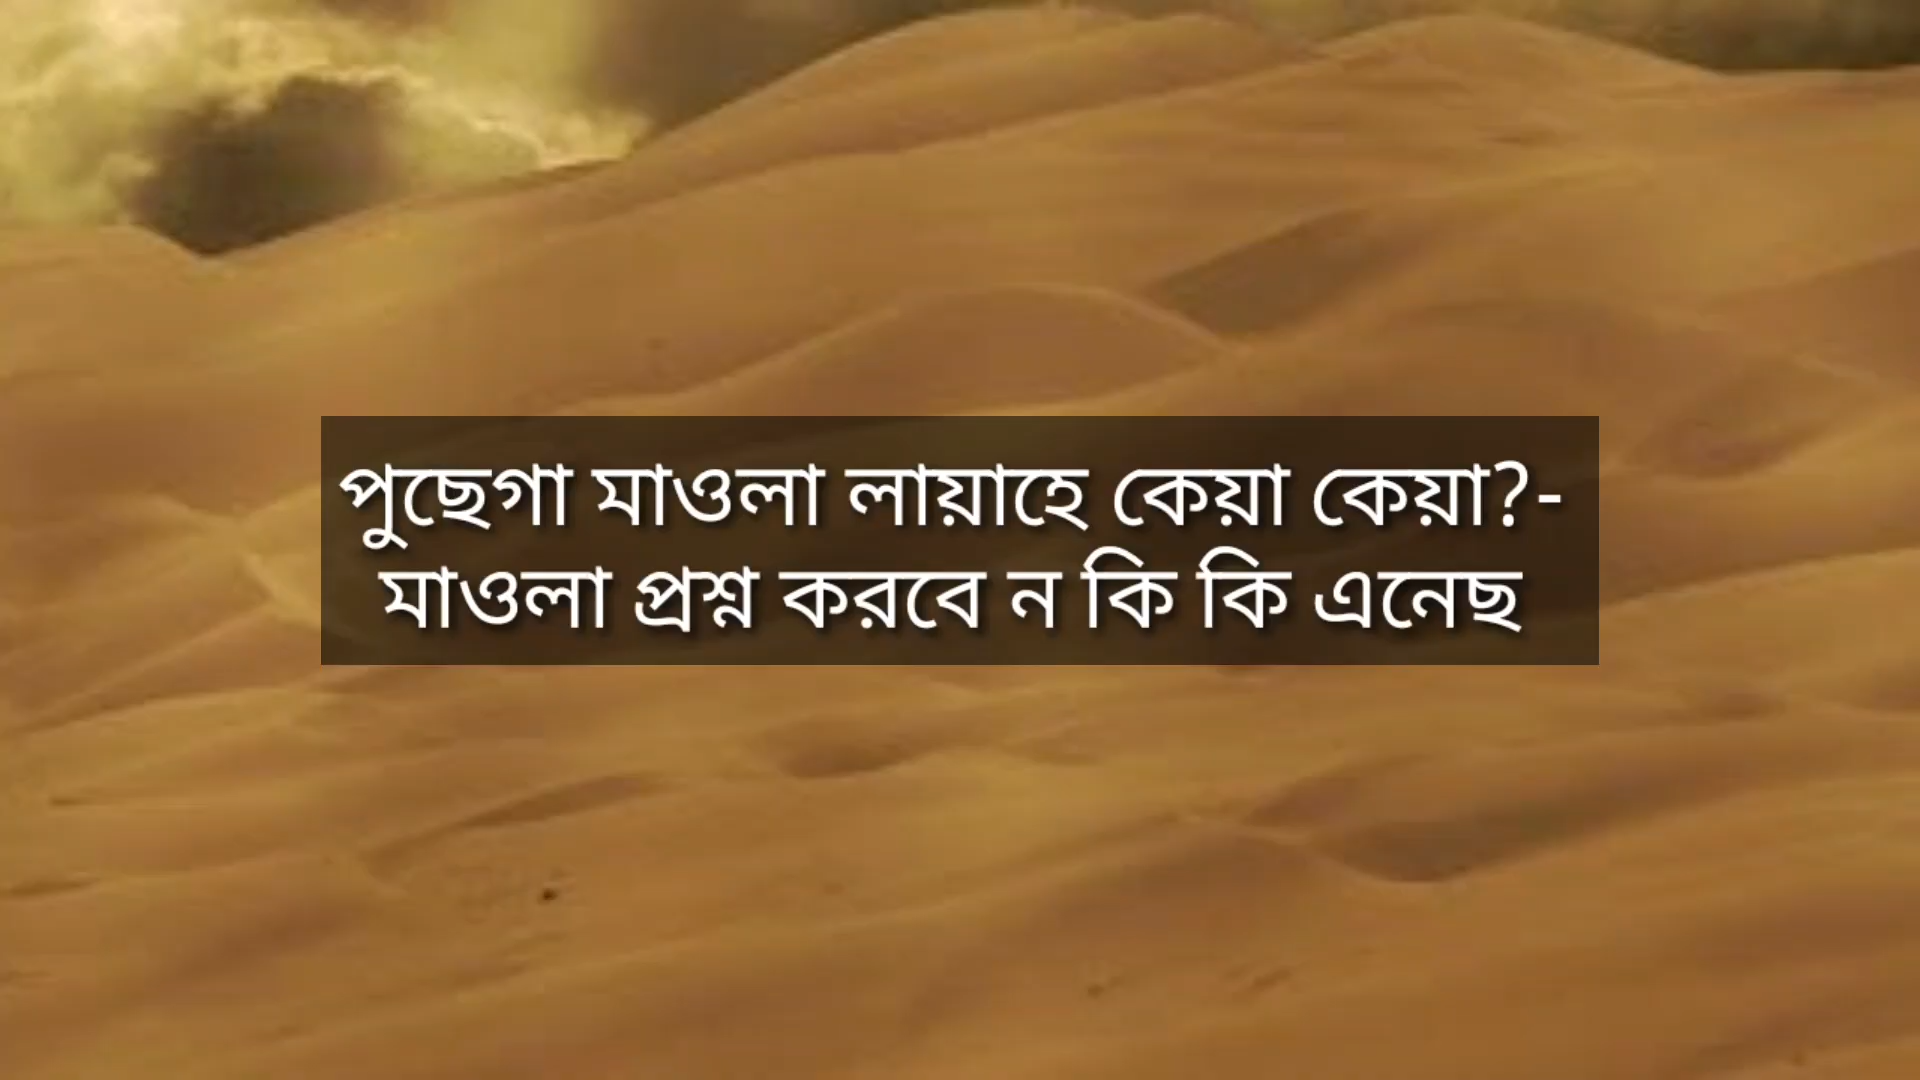 পুছেগা মাওলা লায়াহে কেয়া কেয়া?-
মাওলা প্রশ্ন করবে ন কি কি এনেছ